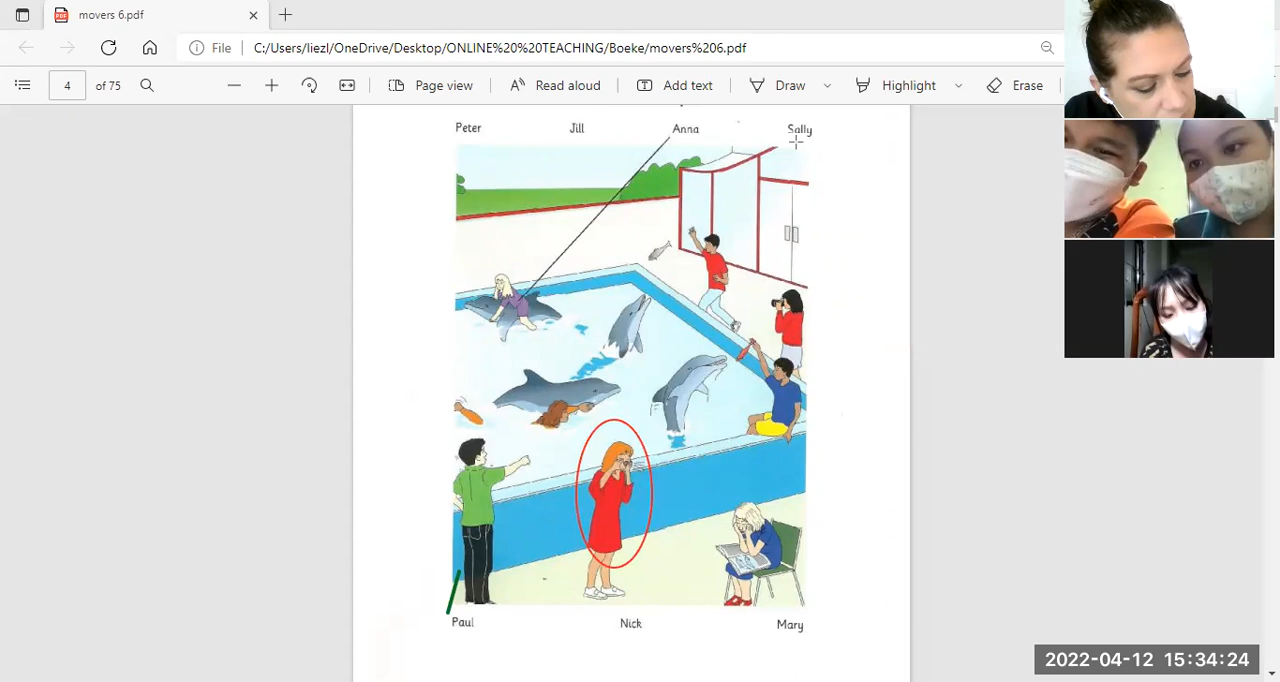 movers 6.pdf
File C:/Users/liezl/OneDrive/Desktop/ONLINE%20%20TEACHING/Boeke/movers%206.pdf
4 of 75 Page view Read aloud Add text Draw Highlight Erase
Peter Jill Anna Sally
Paul Nick Mary
2022-04-12 15:34:24